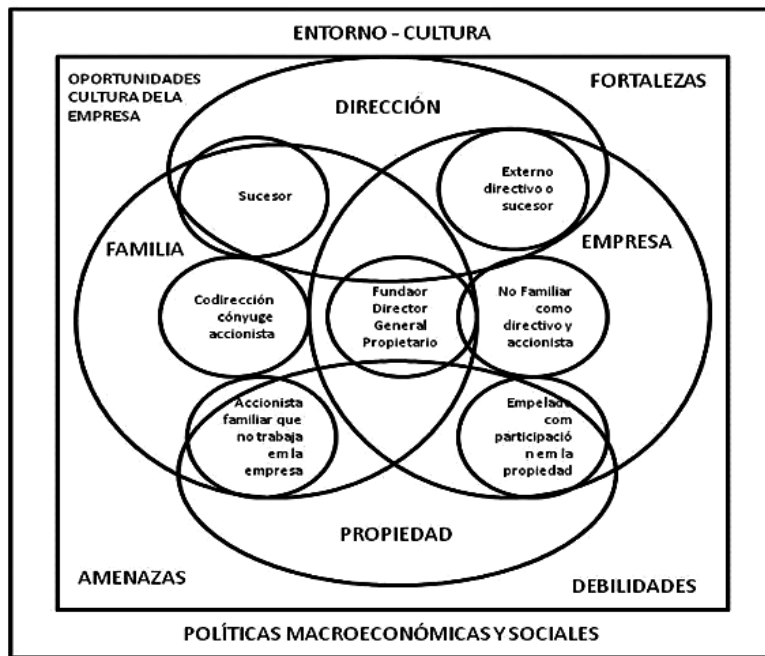 ENTORNO - CULTURA
OPORTUNIDADES
CULTURA DELA
EMPRESA
FORTALEZAS
DIRECCIÓN
Sucesor
Externo
directivo o
sucesor
FAMILIA
EMPRESA
Codirección
cónyuge
accionista
Fundaor
Director
General
Propietario
No Familiar
como
directivo y
accionista
Accionista
familiar que
no trabaja
em la
empresa
Empelado
com
participació
n em la
propiedad
PROPIEDAD
AMENAZAS
DEBILIDADES
POLÍTICAS MACROECONÓMICAS Y SOCIALES